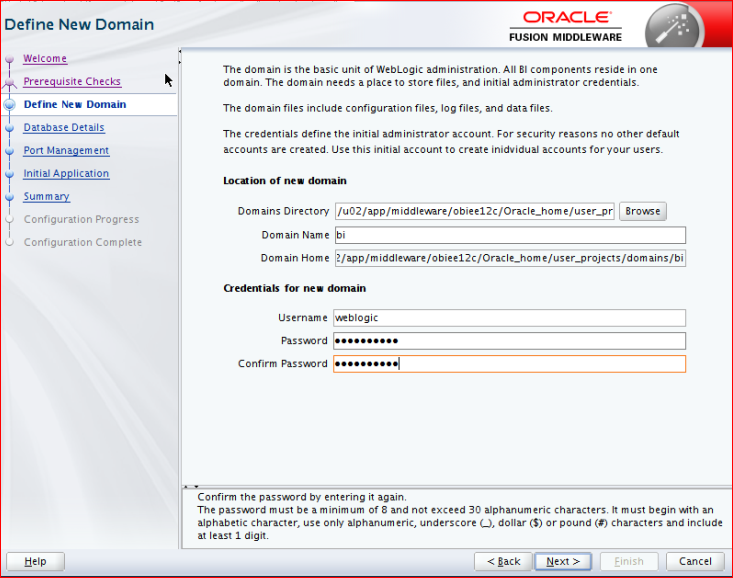 Define New Domain
ORACLE
FUSION MIDDLEWARE
Welcome
Prerequisite Checks
Define New Domain
Database Details
Port Management
Initial Application
Summary
Configuration Progress
Configuration Complete
The domain is the basic unit of WebLogic administration. All BI components reside in one
domain. The domain needs a place to store files, and initial administrator credentials.
The domain files include configuration files, log files, and data files.
The credentials define the initial administrator account. For security reasons no other default
accounts are created. Use this initial account to create inidvidual accounts for your users.
Location of new domain
Domains Directory /u02/app/middleware/obiee12c/Oracle_home/user_pr Browse
Domain Name bi
Domain Home 2/app/middleware/obiee12c/Oracle_home/user_projects/domains/bi
Credentials for new domain
Username weblogic
Password ●●●●●●●●●●
Confirm Password ●●●●●●●●●●
Confirm the password by entering it again.
The password must be a minimum of 8 and not exceed 30 alphanumeric characters. It must begin with an
alphabetic character, use only alphanumeric, underscore (_), dollar ($) or pound (#) characters and include
at least 1 digit.
Help < Back Next > Finish Cancel